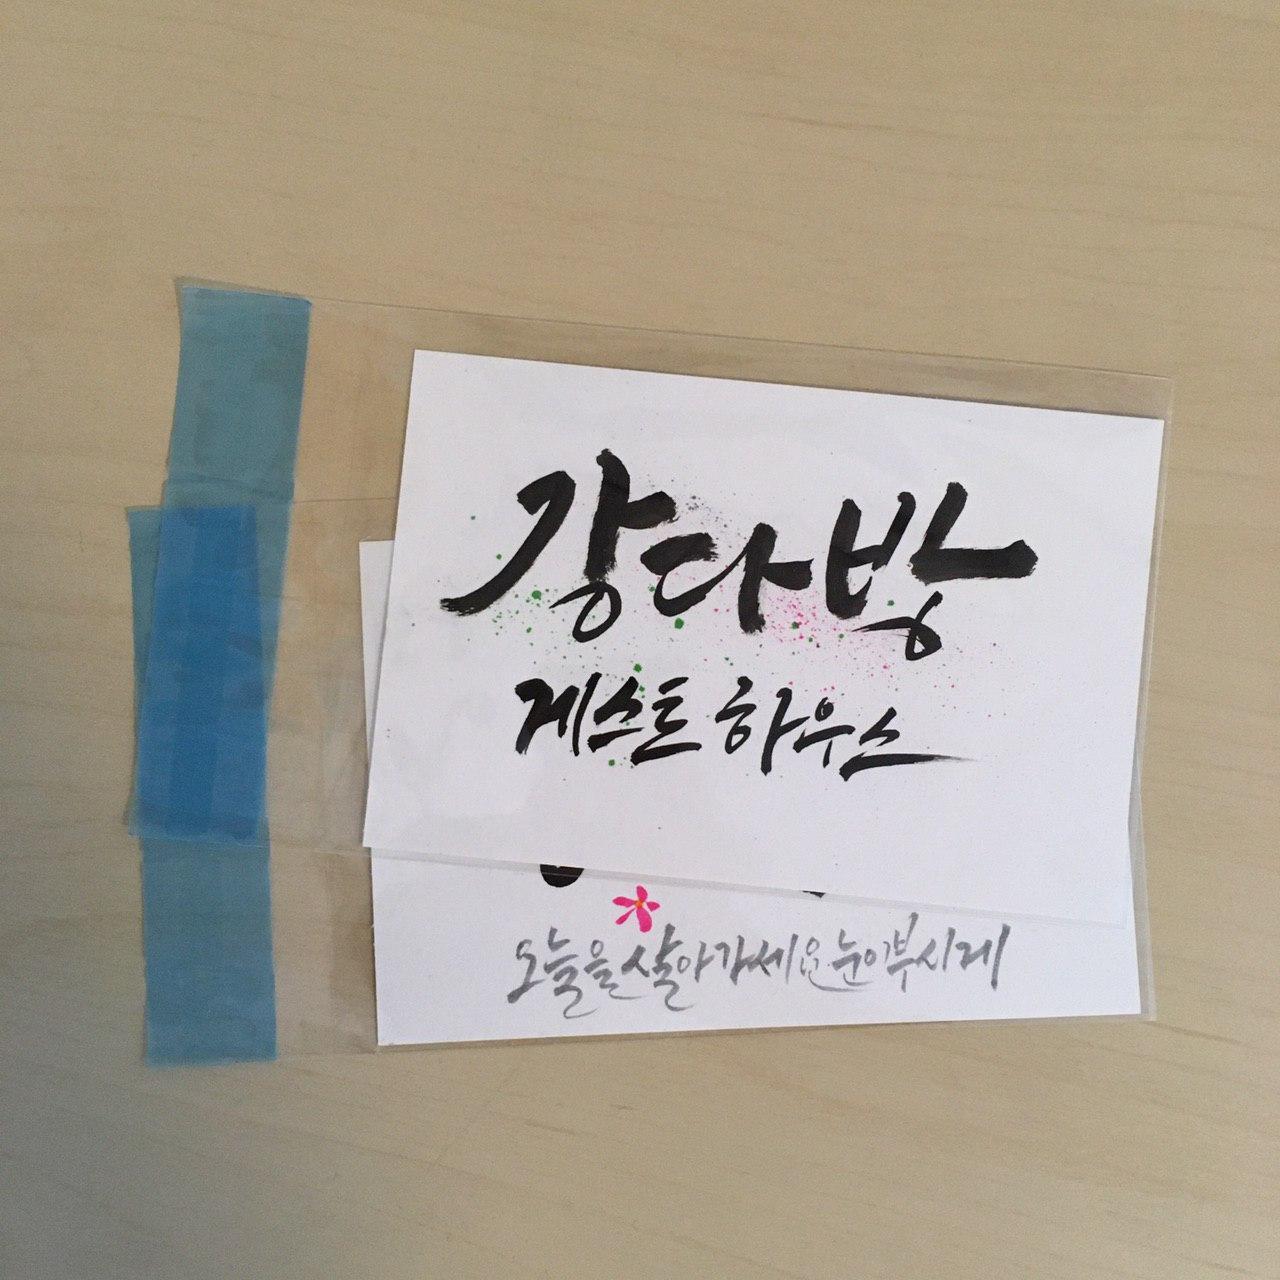 강다방
게스트 하우스
오늘을 살아가세요 눈이 부시게